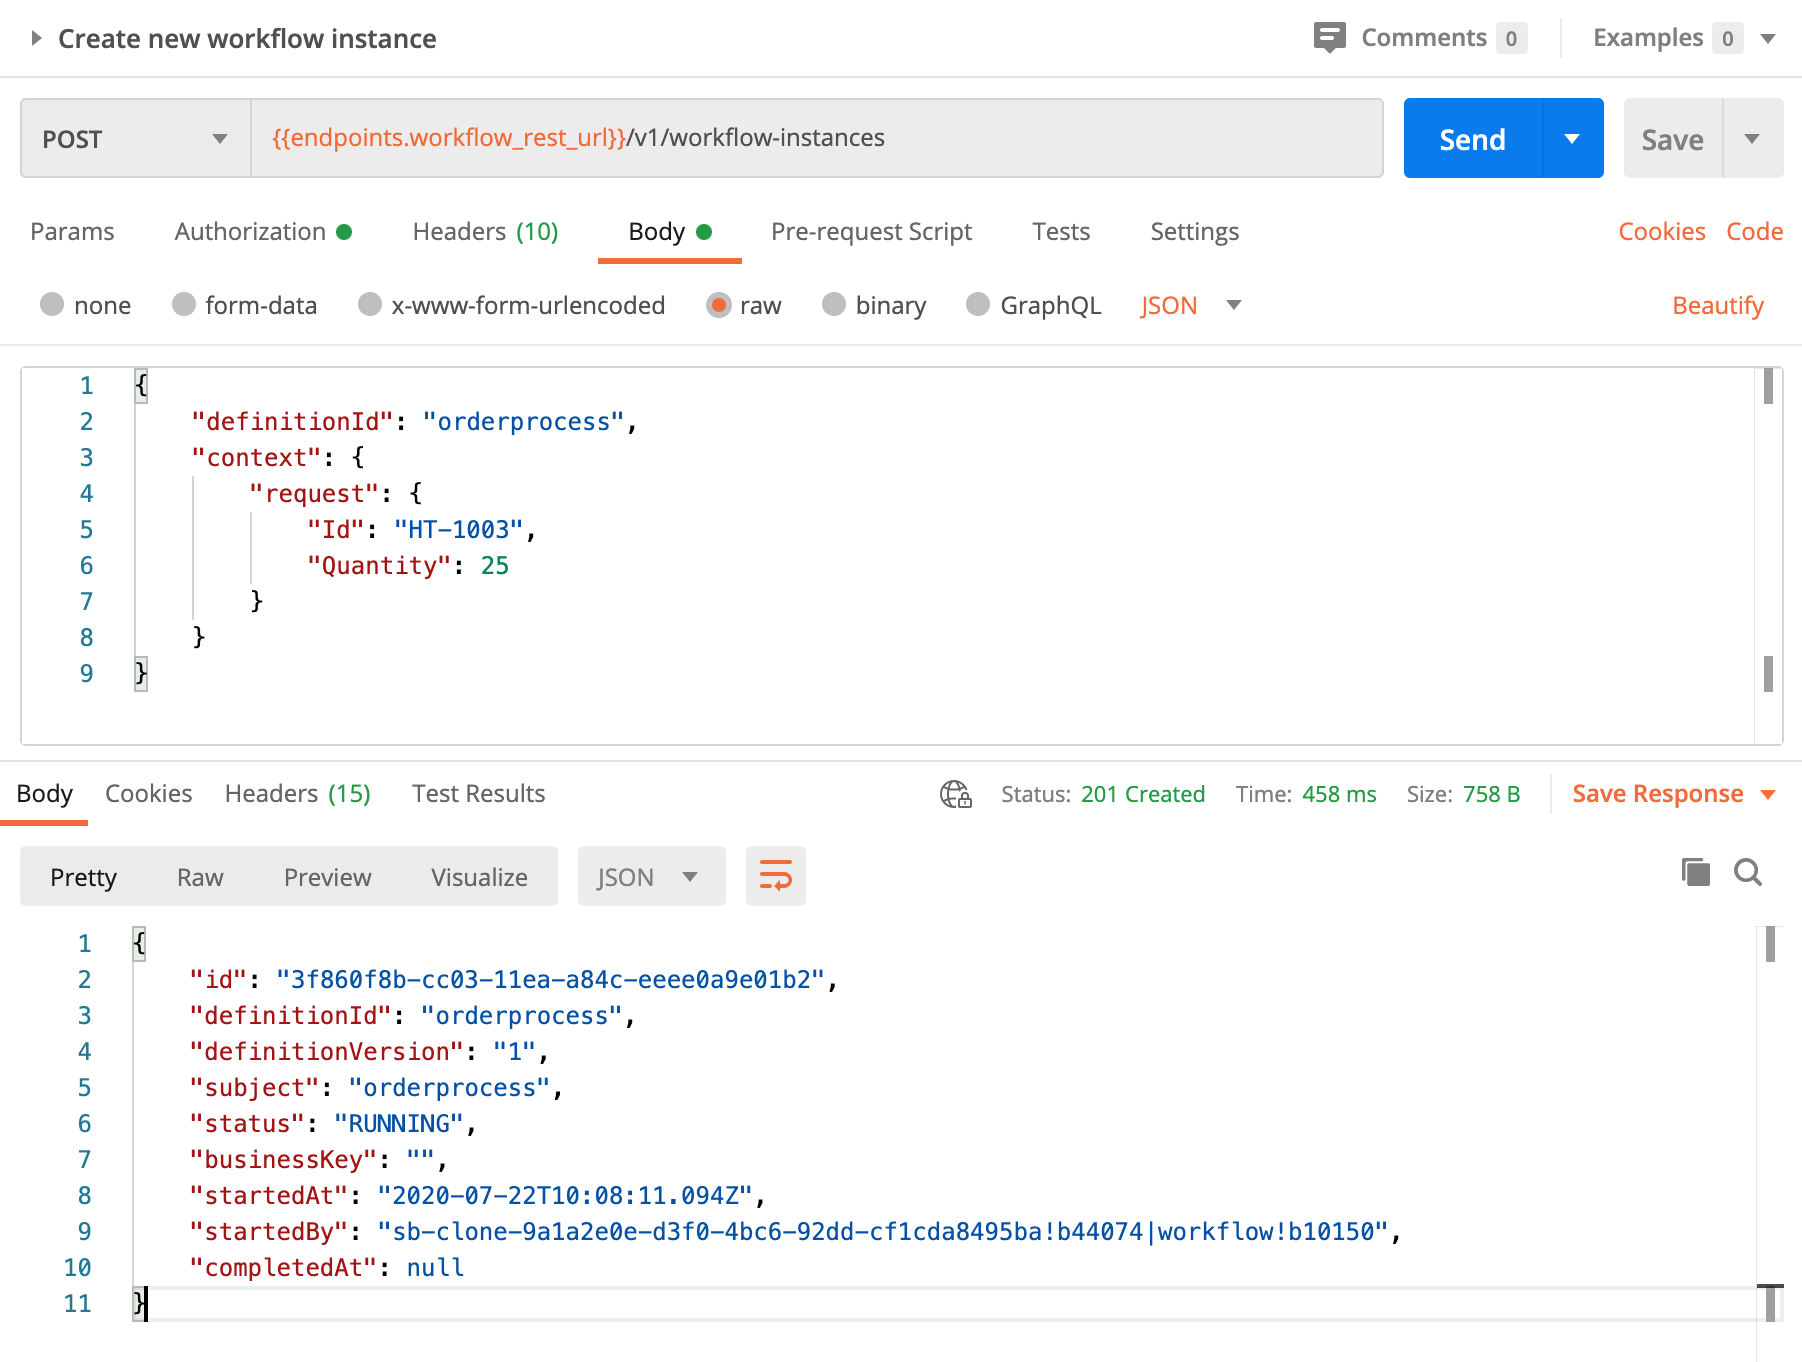 Create new workflow instance Comments 0 Examples 0
POST {{endpoints.workflow_rest_url}}/v1/workflow-instances Send Save
Params Authorization Headers (10) Body Pre-request Script Tests Settings Cookies Code
none form-data x-www-form-urlencoded raw binary GraphQL JSON Beautify
1 {
2 "definitionId": "orderprocess",
3 "context": {
4 "request": {
5 "Id": "HT-1003",
6 "Quantity": 25
7 }
8 }
9 }
Body Cookies Headers (15) Test Results Status: 201 Created Time: 458 ms Size: 758 B Save Response
Pretty Raw Preview Visualize JSON
1 {
2 "id": "3f860f8b-cc03-11ea-a84c-eeee0a9e01b2",
3 "definitionId": "orderprocess",
4 "definitionVersion": "1",
5 "subject": "orderprocess",
6 "status": "RUNNING",
7 "businessKey": "",
8 "startedAt": "2020-07-22T10:08:11.094Z",
9 "startedBy": "sb-clone-9a1a2e0e-d3f0-4bc6-92dd-cf1cda8495ba!b44074|workflow!b10150",
10 "completedAt": null
11 }